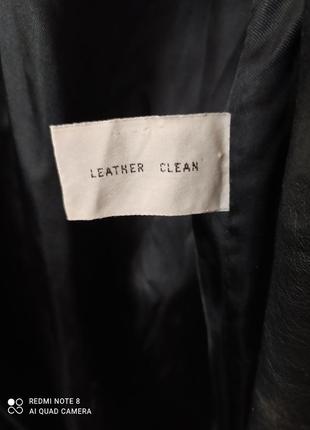 LEATHER CLEAN
REDMI NOTE 8
AI QUAD CAMERA